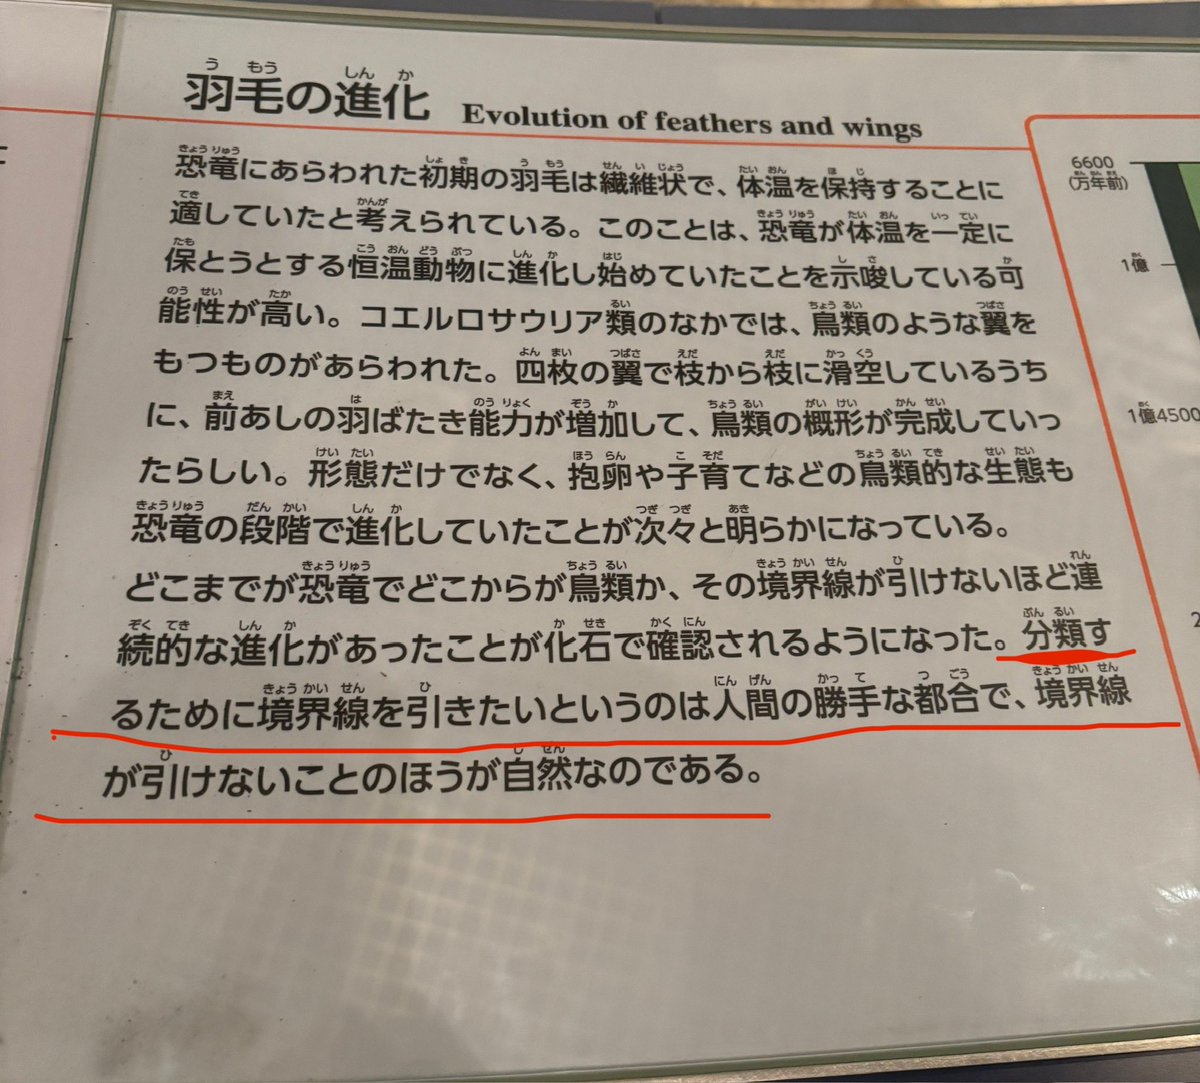 羽毛の進化 Evolution of feathers and wings
恐竜にあらわれた初期の羽毛は繊維状で、体温を保持することに
適していたと考えられている。このことは、恐竜が体温を一定に
保とうとする恒温動物に進化し始めていたことを示唆している可
能性が高い。コエルロサウリア類のなかでは、鳥類のような翼を
もつものがあらわれた。四枚の翼で枝から枝に滑空しているうち
に、前あしの羽ばたき能力が増加して、鳥類の概形が完成していっ
たらしい。形態だけでなく、抱卵や子育てなどの鳥類的な生態も
恐竜の段階で進化していたことが次々と明らかになっている。
どこまでが恐竜でどこからが鳥類か、その境界線が引けないほど連
続的な進化があったことが化石で確認されるようになった。分類す
るために境界線を引きたいというのは人間の勝手な都合で、境界線
が引けないことのほうが自然なのである。
6600
(万年前)
1億
1億4500